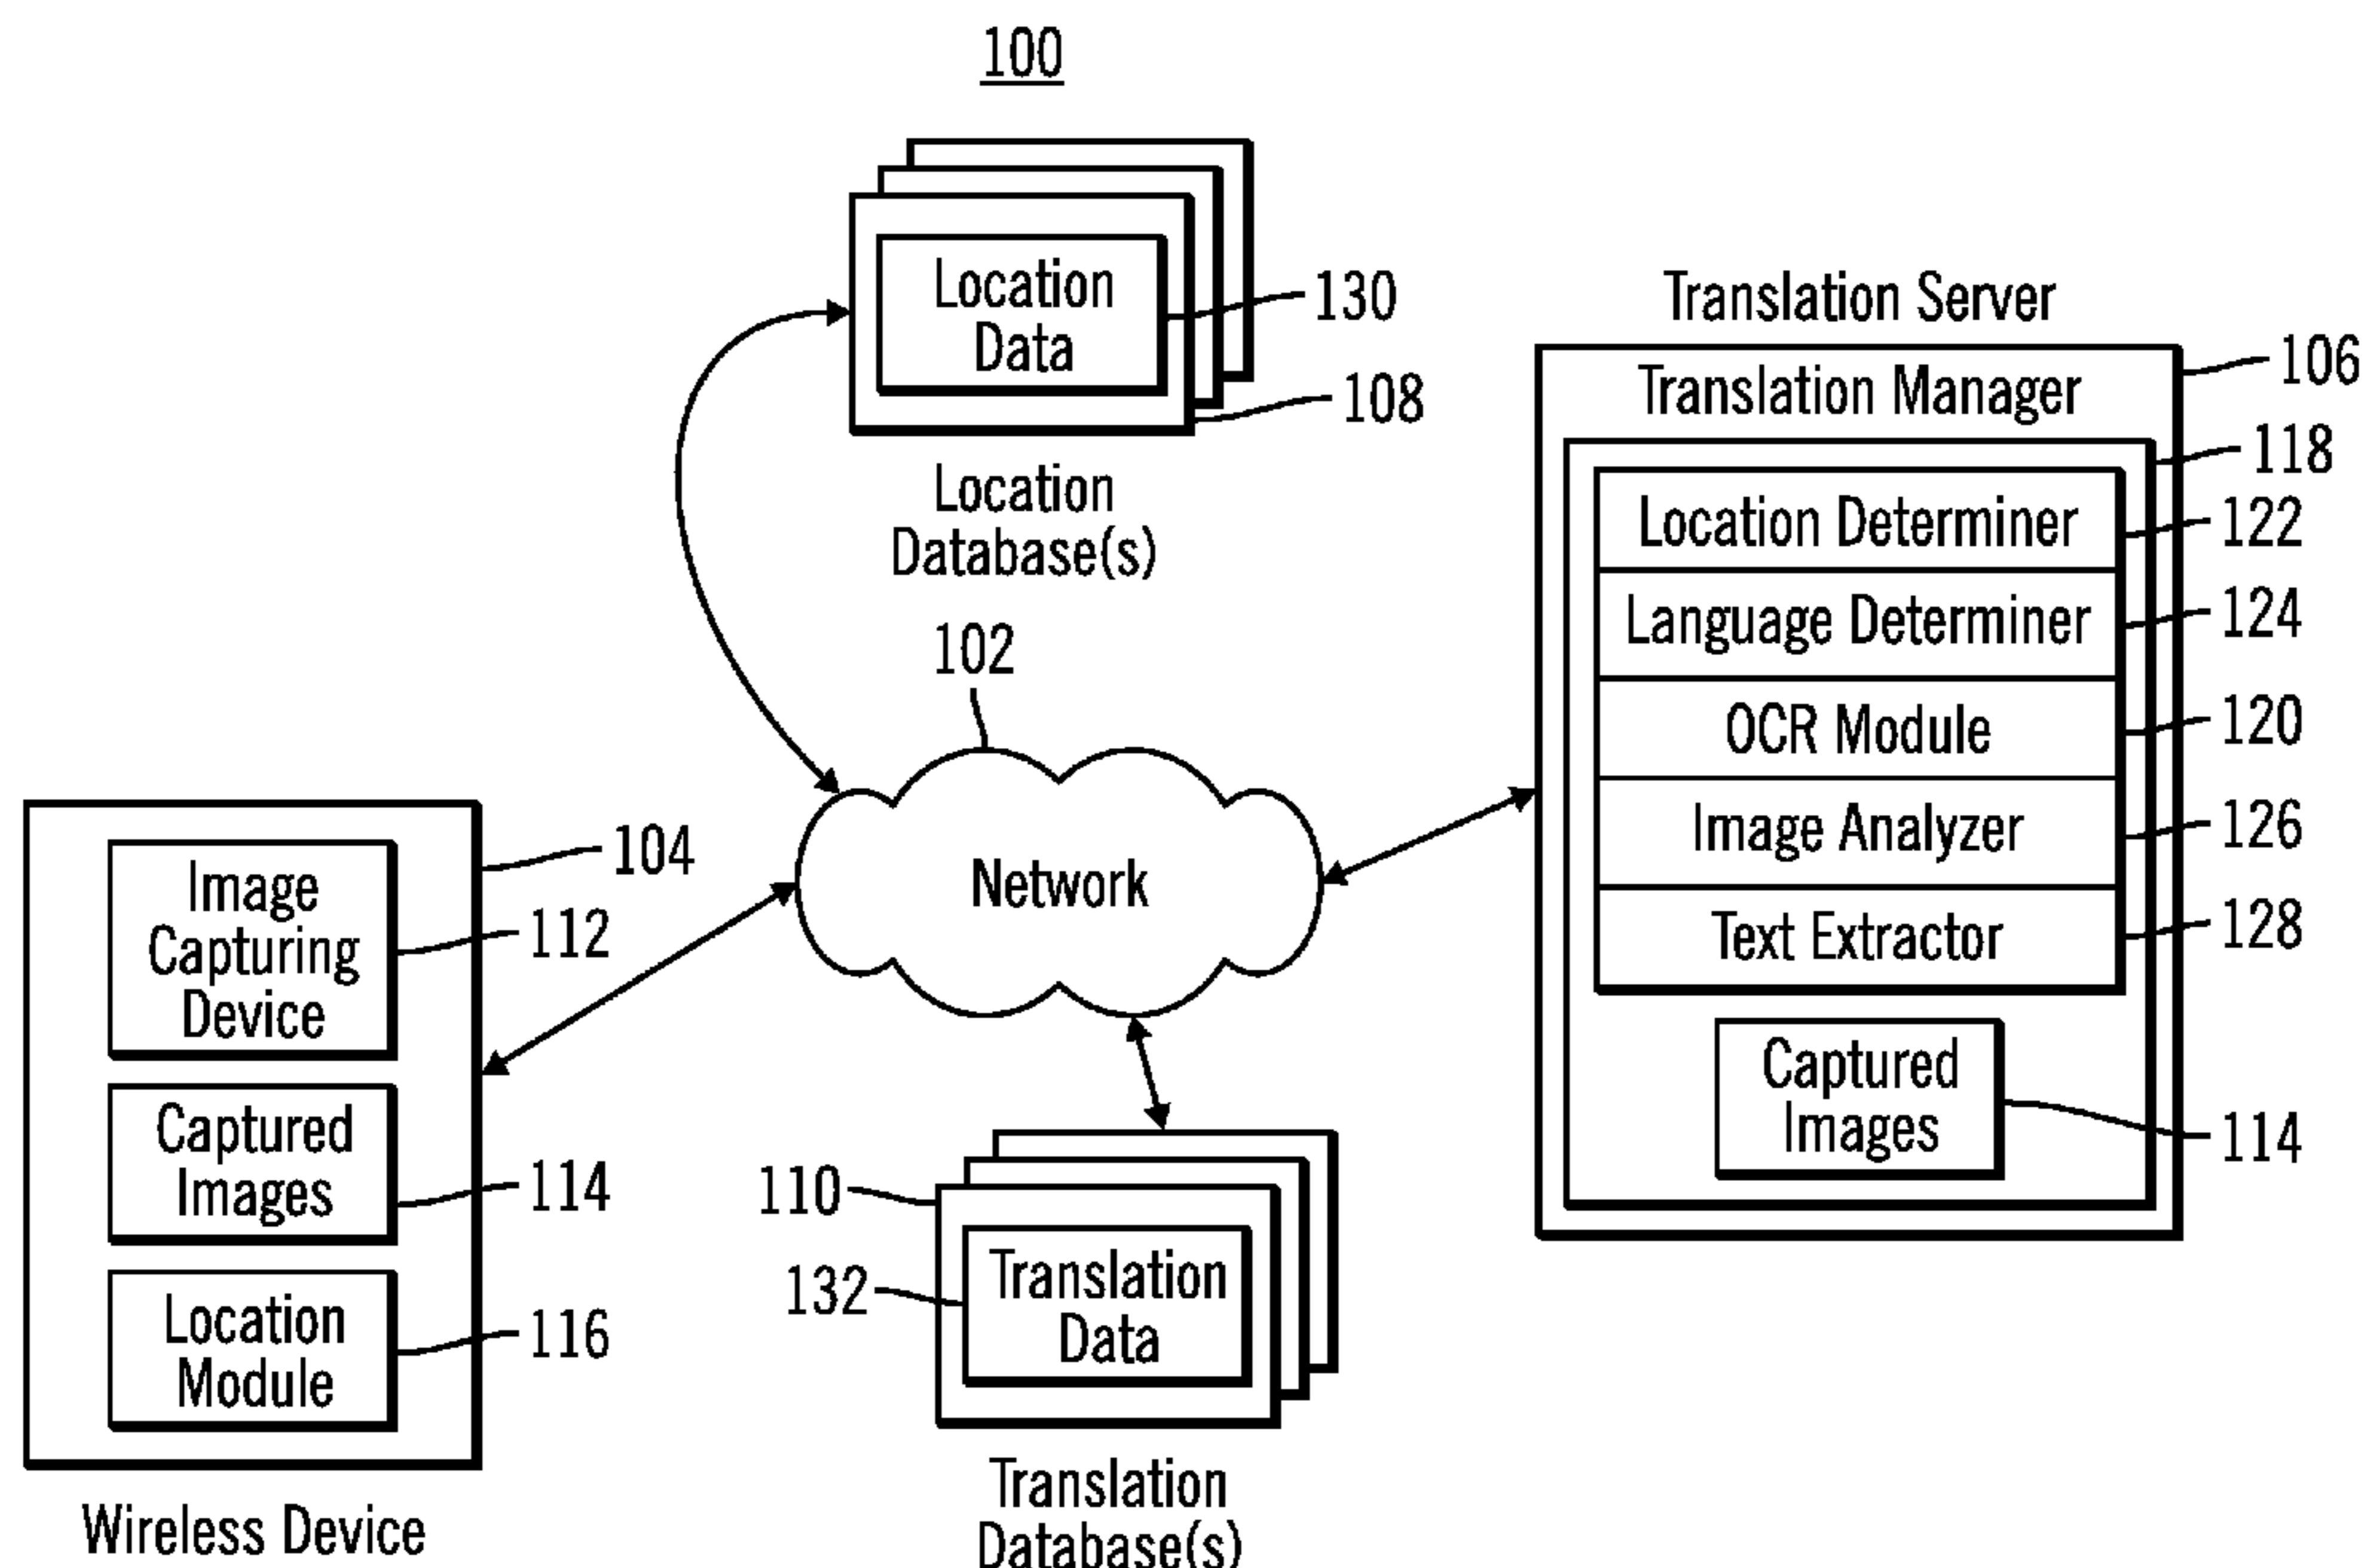 100
Location
Data
130
108
Location
Database(s)
102
Network
Translation Server
106
Translation Manager
118
Location Determiner
122
Language Determiner
124
OCR Module
120
Image Analyzer
126
Text Extractor
128
Captured
Images
114
104
Image
Capturing
Device
112
Captured
Images
114
Location
Module
116
Wireless Device
110
132
Translation
Data
Translation
Database(s)